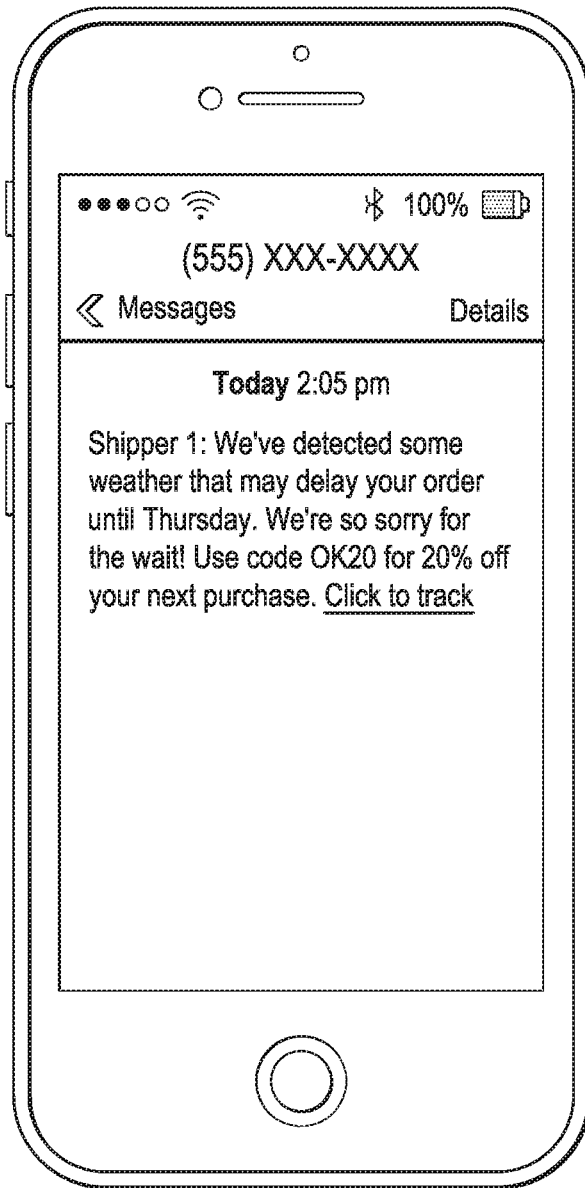 100%
(555) XXX-XXXX
Messages
Details
Today 2:05 pm
Shipper 1: We've detected some
weather that may delay your order
until Thursday. We're so sorry for
the wait! Use code OK20 for 20% off
your next purchase. Click to track